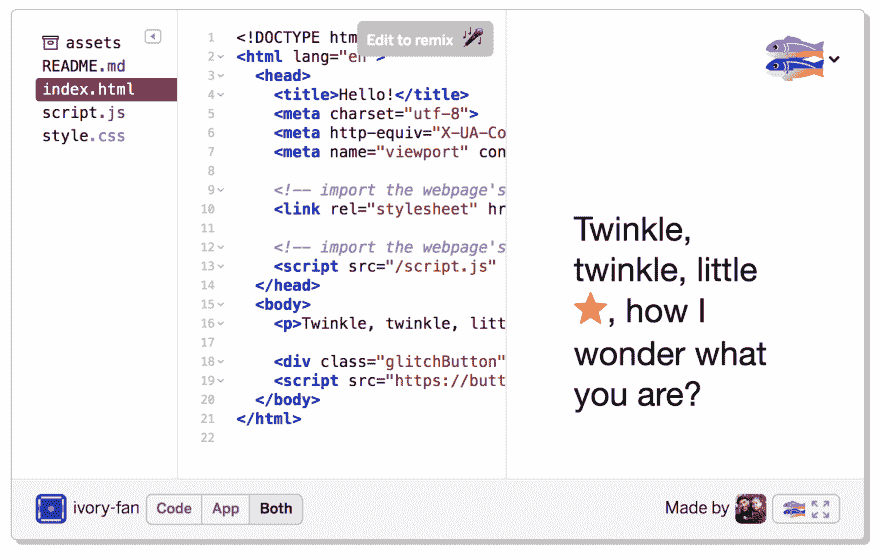 assets
README.md
index.html
script.js
style.css
Edit to remix
1 <!DOCTYPE htm
2 <html lang="en">
3 <head>
4 <title>Hello!</title>
5 <meta charset="utf-8">
6 <meta http-equiv="X-UA-Co
7 <meta name="viewport" con
8
9 <!-- import the webpage's
10 <link rel="stylesheet" hr
11
12 <!-- import the webpage's
13 <script src="/script.js"
14 </head>
15 <body>
16 <p>Twinkle, twinkle, litt
17
18 <div class="glitchButton"
19 <script src="https://butt
20 </body>
21 </html>
22
Twinkle,
twinkle, little
, how I
wonder what
you are?
ivory-fan
Code App Both
Made by